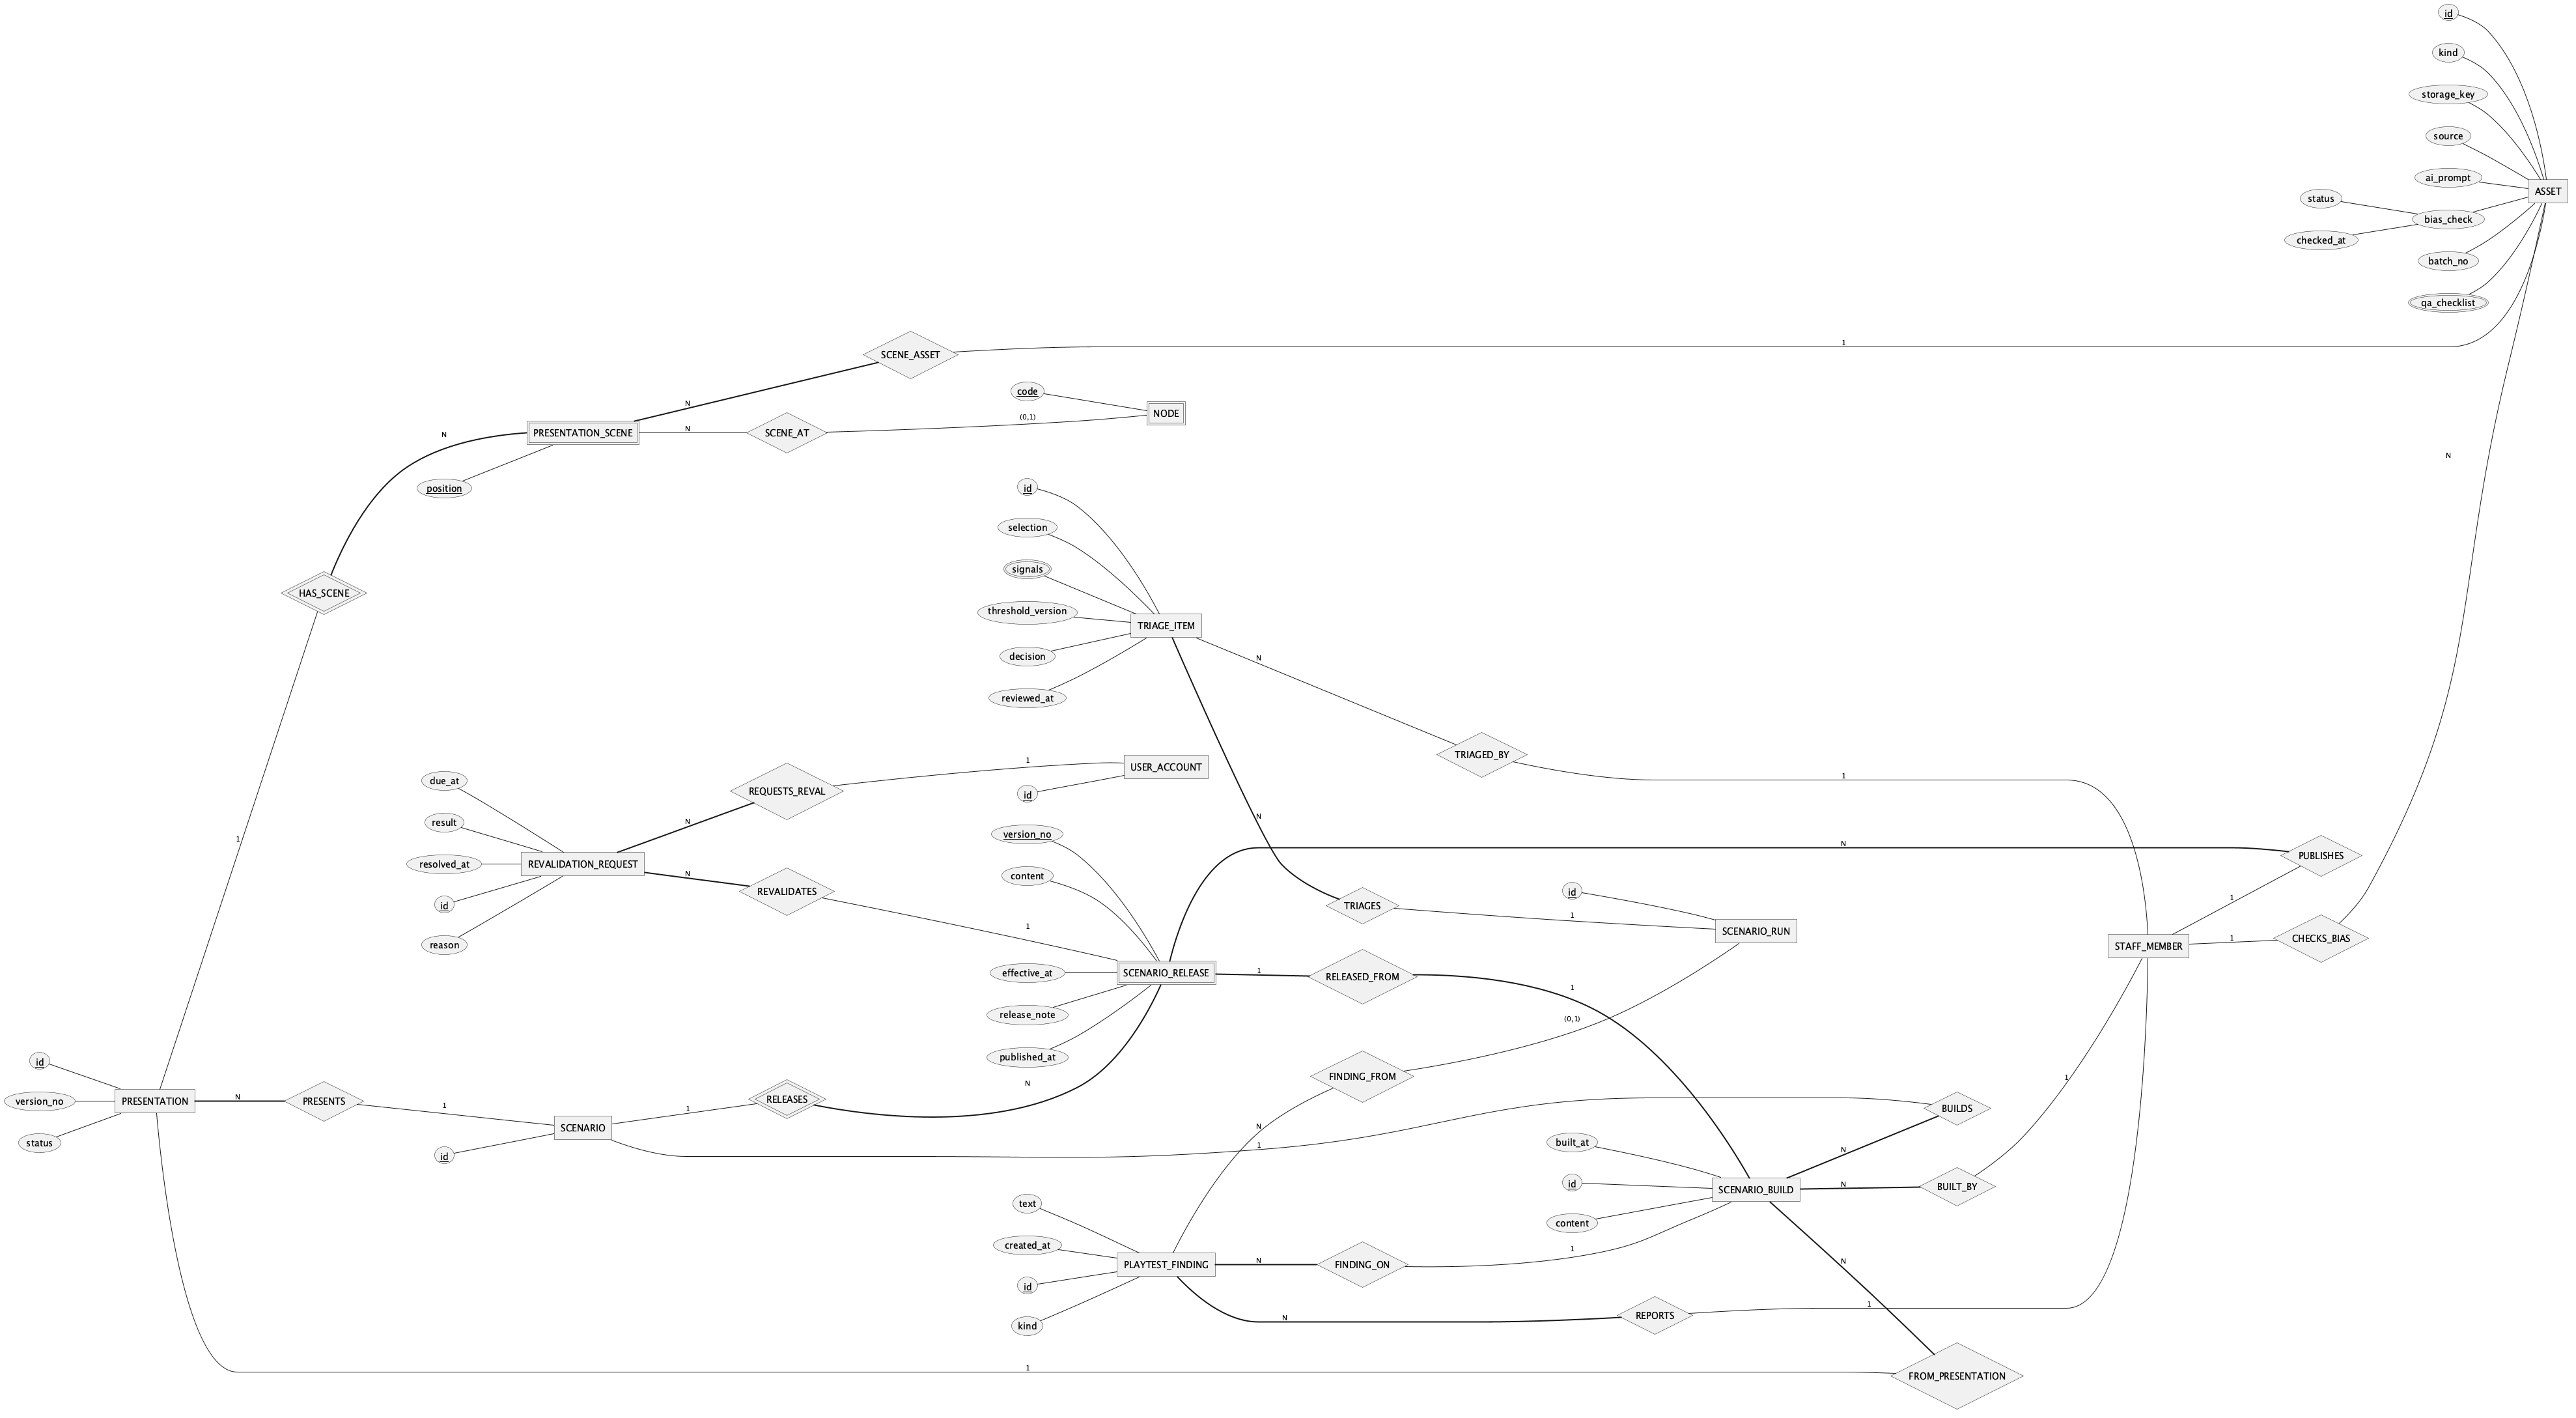 id
kind
storage_key
source
ai_prompt
ASSET
status
bias_check
checked_at
batch_no
qa_checklist
1
SCENE_ASSET
code
N
NODE
(0,1)
N
PRESENTATION_SCENE
N
SCENE_AT
N
position
id
selection
signals
HAS_SCENE
threshold_version
TRIAGE_ITEM
decision
N
reviewed_at
TRIAGED_BY
1
1
USER_ACCOUNT
due_at
REQUESTS_REVAL
id
N
N
result
version_no
1
N
PUBLISHES
resolved_at
REVALIDATION_REQUEST
N
REVALIDATES
content
id
1
1
id
TRIAGES
1
SCENARIO_RUN
reason
1
CHECKS_BIAS
STAFF_MEMBER
effective_at
SCENARIO_RELEASE
1
RELEASED_FROM
1
release_note
(0,1)
published_at
id
FINDING_FROM
1
N
version_no
PRESENTATION
N
PRESENTS
1
RELEASES
1
BUILDS
status
SCENARIO
N
1
id
built_at
N
id
SCENARIO_BUILD
N
BUILT_BY
text
content
created_at
PLAYTEST_FINDING
N
FINDING_ON
1
N
id
kind
N
REPORTS
1
1
FROM_PRESENTATION